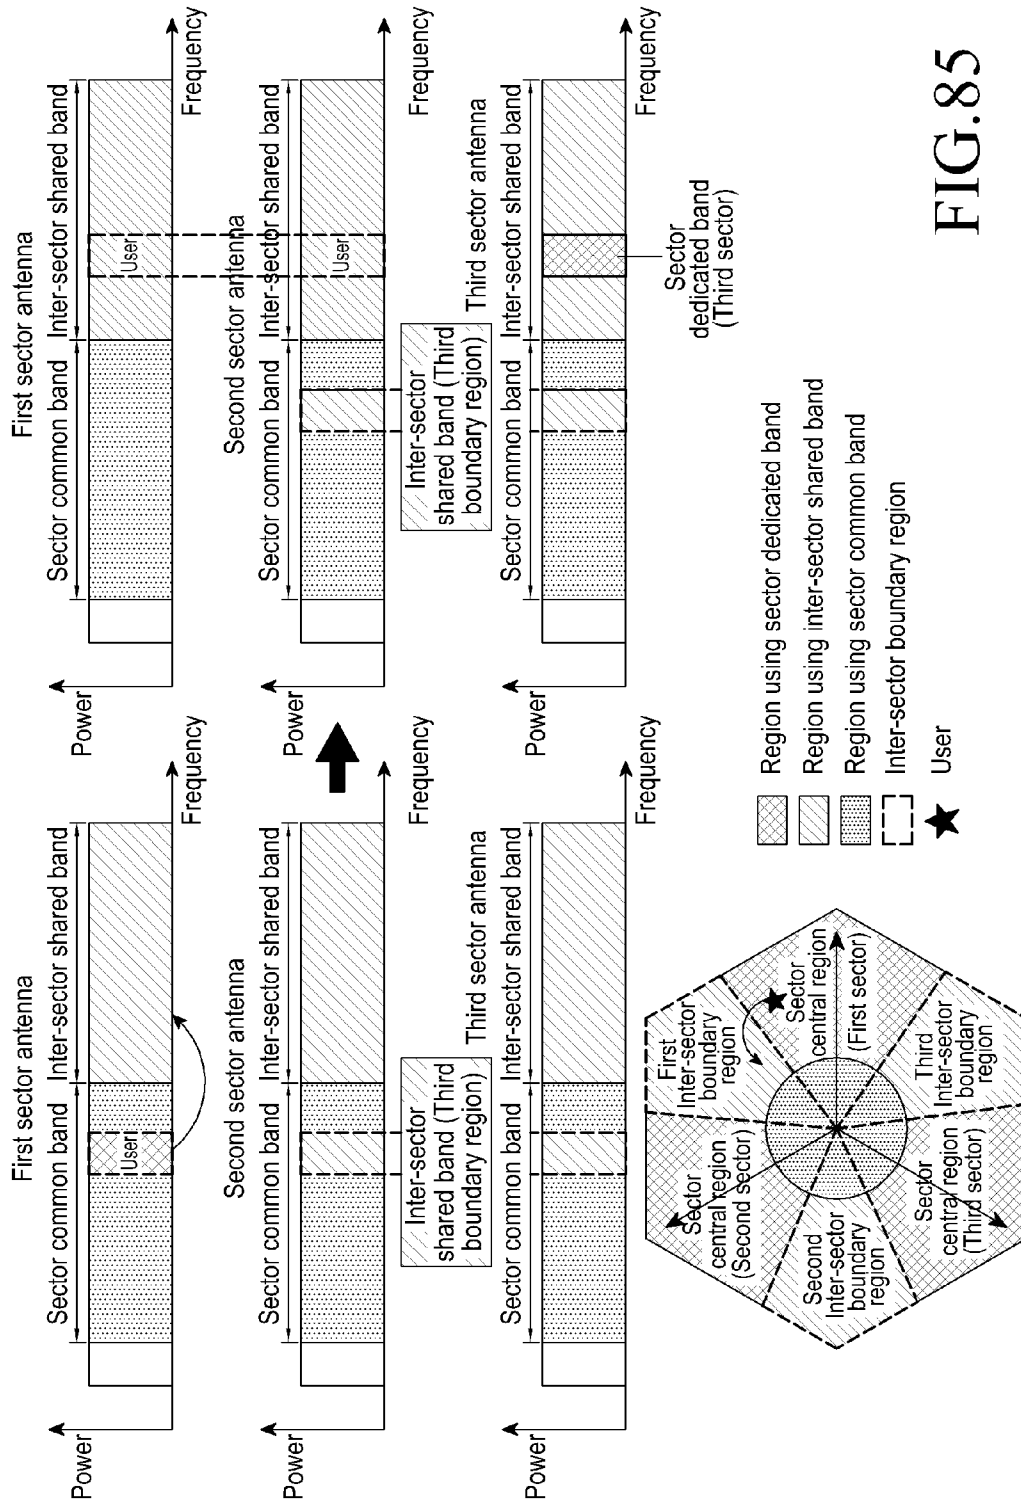 First sector antenna
Sector common band
Inter-sector shared band
Power
User
Frequency
Second sector antenna
Sector common band
Inter-sector shared band
Power
Frequency
Inter-sector
shared band (Third
boundary region)
Third sector antenna
Sector common band
Inter-sector shared band
Power
Frequency
First sector antenna
Sector common band
Inter-sector shared band
Power
User
Frequency
Second sector antenna
Sector common band
Inter-sector shared band
Power
User
Frequency
Inter-sector
shared band (Third
boundary region)
Third sector antenna
Sector common band
Inter-sector shared band
Power
Frequency
Sector
dedicated band
(Third sector)
First
Inter-sector
boundary
region
Sector
central region
(First sector)
Sector
central region
(Second sector)
Second
Inter-sector
boundary
region
Sector
central region
(Third sector)
Third
Inter-sector
boundary
region
Region using sector dedicated band
Region using inter-sector shared band
Region using sector common band
Inter-sector boundary region
User
FIG.85